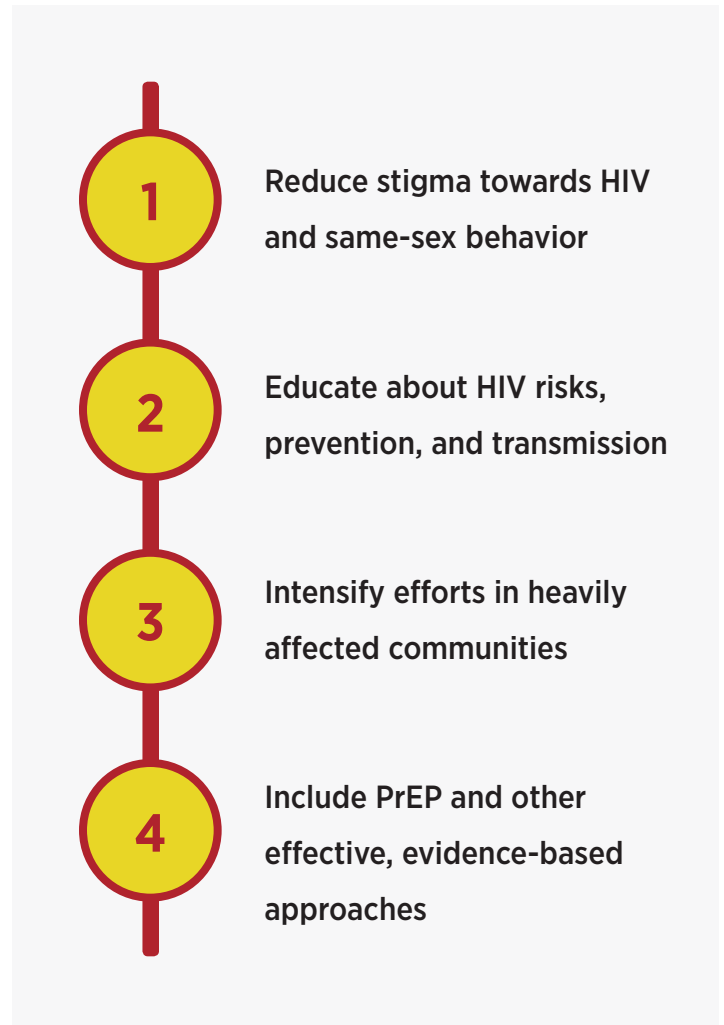 1
Reduce stigma towards HIV
and same-sex behavior
2
Educate about HIV risks,
prevention, and transmission
3
Intensify efforts in heavily
affected communities
4
Include PrEP and other
effective, evidence-based
approaches